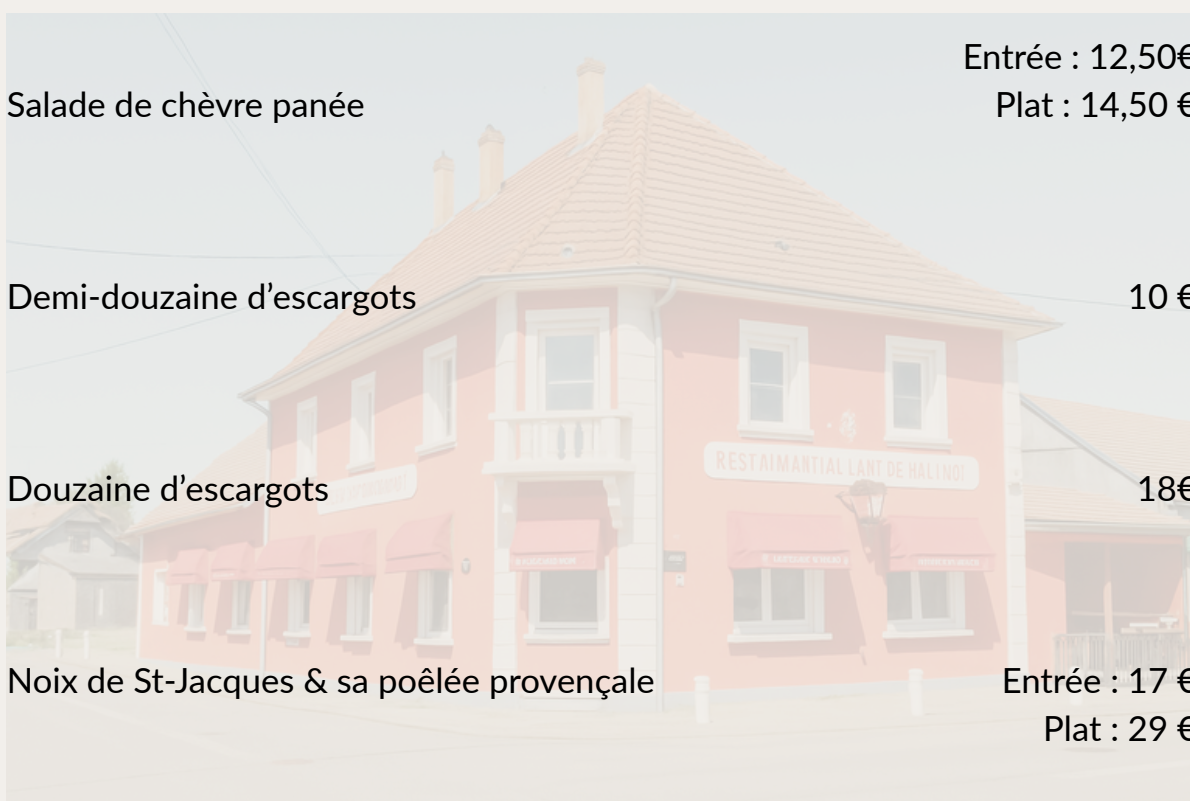 Entrée : 12,50€
Salade de chèvre panée Plat : 14,50 €
Demi-douzaine d’escargots 10 €
Douzaine d’escargots 18€
Noix de St-Jacques & sa poêlée provençale Entrée : 17 €
Plat : 29 €